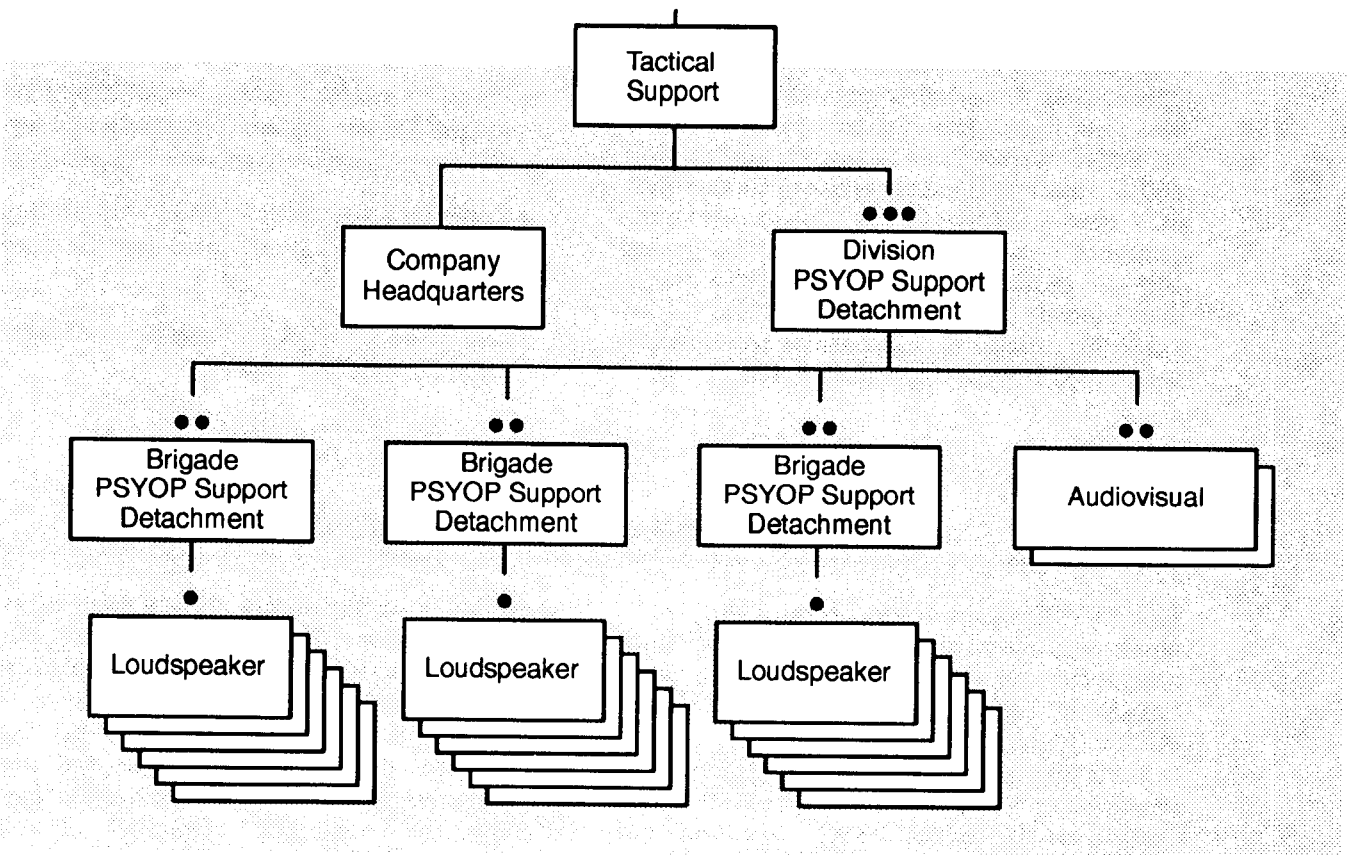 Tactical
Support
Company
Headquarters
Division
PSYOP Support
Detachment
Brigade
PSYOP Support
Detachment
Brigade
PSYOP Support
Detachment
Brigade
PSYOP Support
Detachment
Audiovisual
Loudspeaker
Loudspeaker
Loudspeaker